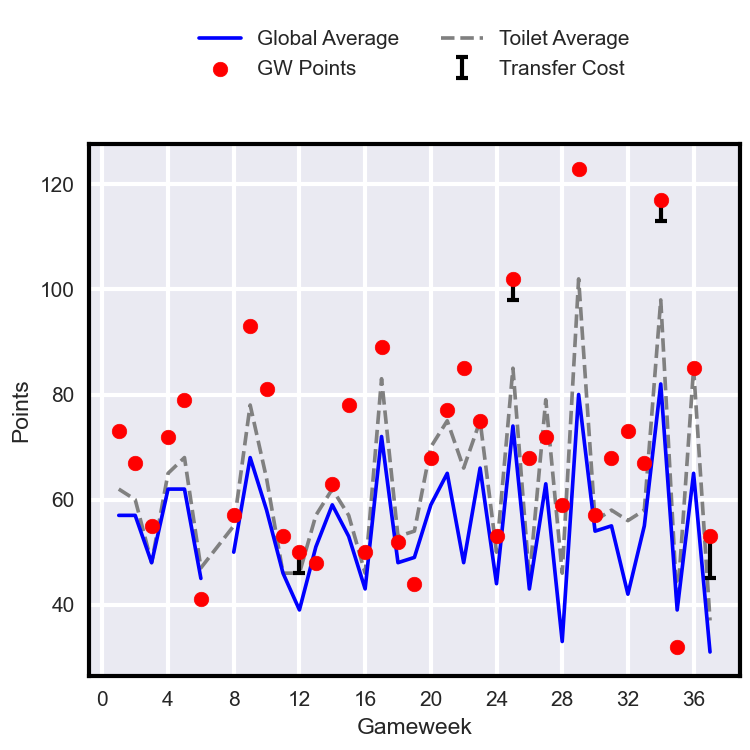 Global Average
Toilet Average
GW Points
Transfer Cost
120
100
80
60
40
Points
0 4 8 12 16 20 24 28 32 36
Gameweek